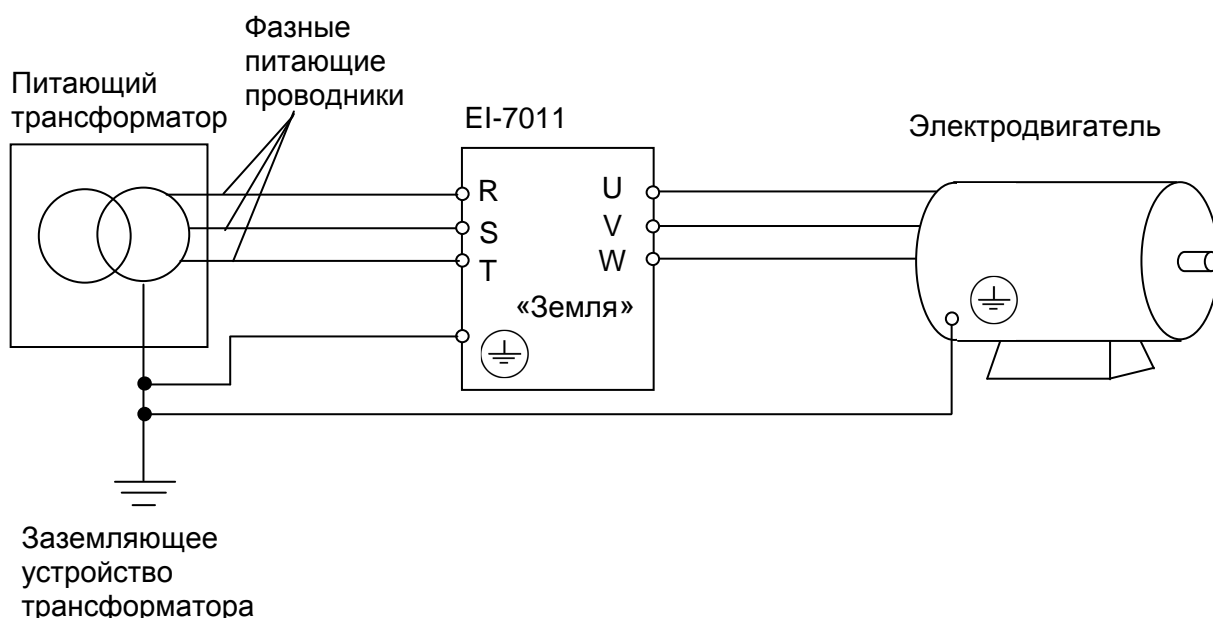 Фазные
питающие
проводники
Питающий
трансформатор
EI-7011
Электродвигатель
R
S
T
U
V
W
«Земля»
Заземляющее
устройство
трансформатора